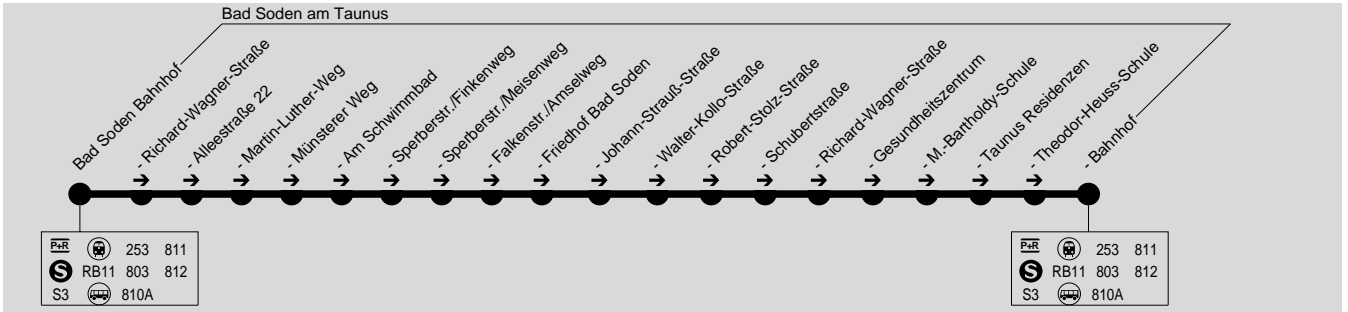 Bad Soden am Taunus
Bad Soden Bahnhof
- Richard-Wagner-Straße
- Alleestraße 22
- Martin-Luther-Weg
- Münsterer Weg
- Am Schwimmbad
- Sperberstr./Finkenweg
- Sperberstr./Meisenweg
- Falkenstr./Amselweg
- Friedhof Bad Soden
- Johann-Strauß-Straße
- Walter-Kollo-Straße
- Robert-Stolz-Straße
- Schubertstraße
- Richard-Wagner-Straße
- Gesundheitszentrum
- M.-Bartholdy-Schule
- Taunus Residenzen
- Theodor-Heuss-Schule
- Bahnhof
P+R 253 811
S RB11 803 812
S3 810A
P+R 253 811
S RB11 803 812
S3 810A